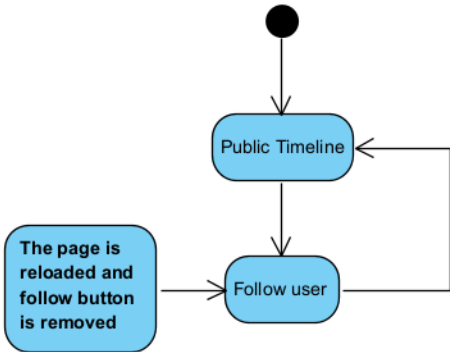 Public Timeline
The page is
reloaded and
follow button
is removed
Follow user